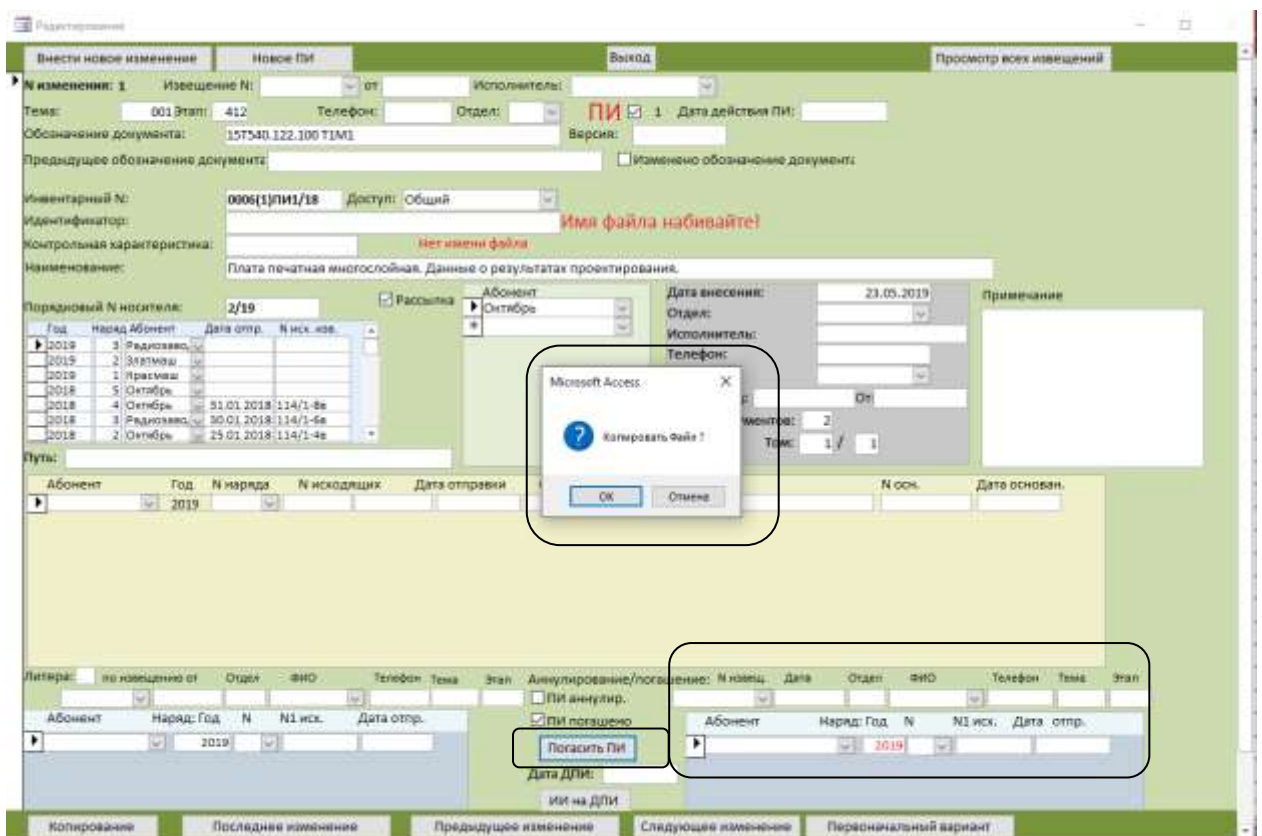 Редактирование
Внести новое изменение Новое ПИ Выход Просмотр всех извещений
N изменения: 1 Извещение N: от Исполнитель:
Тема: 001 Этап: 412 Телефон: Отдел: ПИ 1 Дата действия ПИ:
Обозначение документа: 157540.122.100 Т1М1 Версия:
Предыдущее обозначение документа: Изменено обозначение документа
Инвентарный N: 0006(1)ПИ1/18 Доступ: Общий
Идентификатор: Имя файла набивайте!
Контрольная характеристика: Нет имени файла
Наименование: Плата печатная многослойная. Данные о результатах проектирования.
Порядковый N носителя: 2/19 Рассылка Абонент Дата внесения: 23.05.2019 Примечание
Октябрь Отдел:
Год Наряд Абонент Дата отпр. N исх. изв. Исполнитель:
2019 3 Радиозаво, Телефон:
2019 2 Златмаш
2019 1 Красмаш Microsoft Access
2018 5 Октябрь От
2018 4 Октябрь 31.01.2018 114/1-8в
2018 3 Радиозаво, 30.01.2018 114/1-6в ументов: 2
2018 2 Октябрь 25.01.2018 114/1-4в Копировать Файл ? Том: 1 / 1
Путь:
Абонент Год N наряда N исходящих Дата отправки N осн. Дата основан.
2019 OK Отмена
Литера: по извещению от Отдел ФИО Телефон Тема Этап Аннулирование/погашение: N извещ. Дата Отдел ФИО Телефон Тема Этап
ПИ аннулир.
Абонент Наряд: Год N N1 исх. Дата отпр. ПИ погашено Абонент Наряд: Год N N1 исх. Дата отпр.
2019 Погасить ПИ 2019
Дата ДПИ:
ИИ на ДПИ
Копирование Последнее изменение Предыдущее изменение Следующее изменение Первоначальный вариант